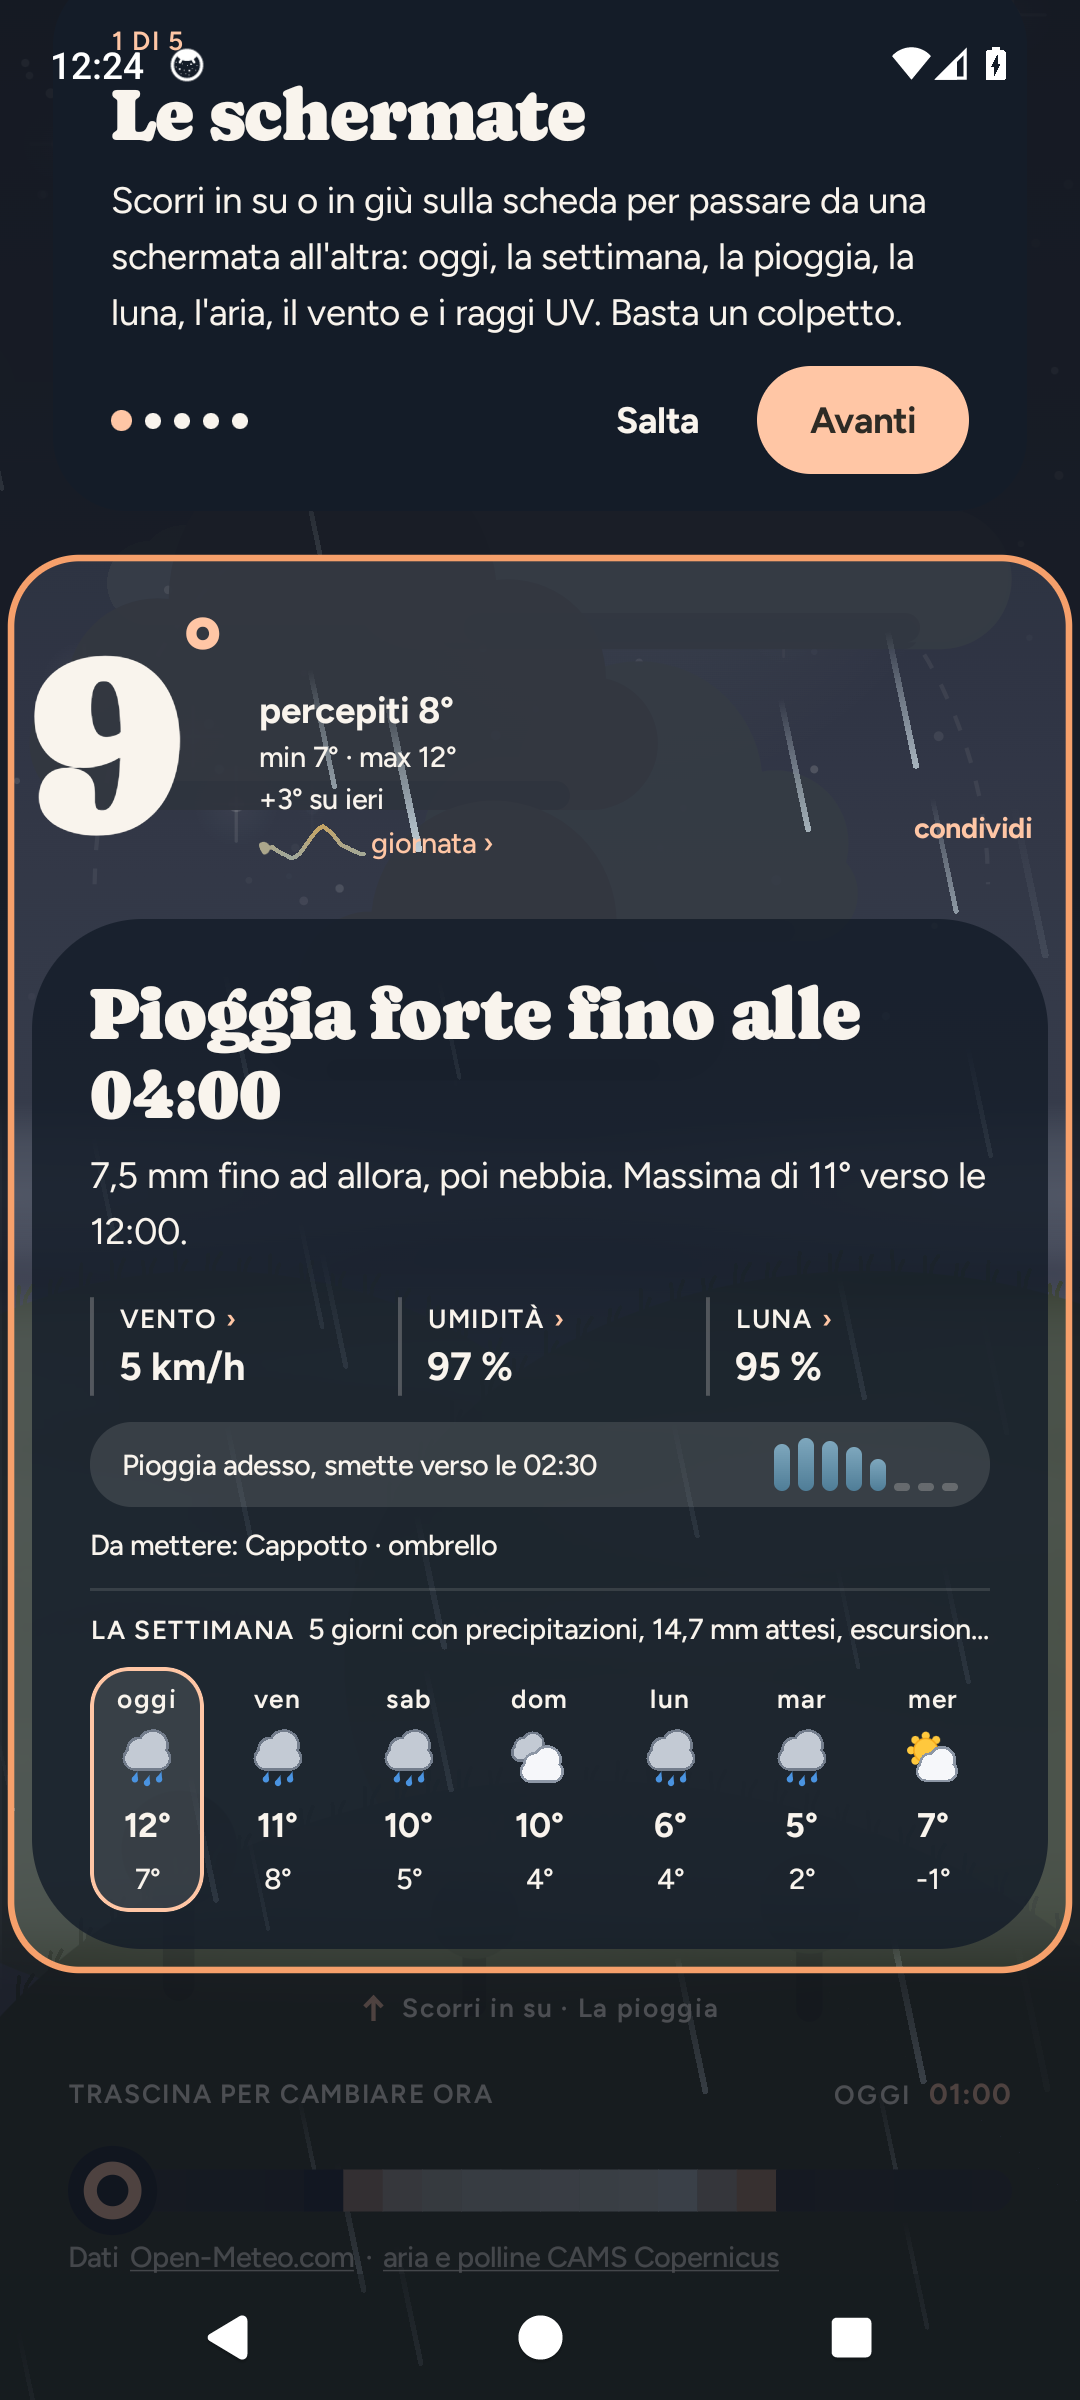 1 DI 5
12:24
Le schermate
Scorri in su o in giù sulla scheda per passare da una
schermata all'altra: oggi, la settimana, la pioggia, la
luna, l'aria, il vento e i raggi UV. Basta un colpetto.
Salta
Avanti
9°
percepiti 8°
min 7° · max 12°
+3° su ieri
giornata ›
condividi
Pioggia forte fino alle
04:00
7,5 mm fino ad allora, poi nebbia. Massima di 11° verso le
12:00.
VENTO › UMIDITÀ › LUNA ›
5 km/h 97 % 95 %
Pioggia adesso, smette verso le 02:30
Da mettere: Cappotto · ombrello
LA SETTIMANA 5 giorni con precipitazioni, 14,7 mm attesi, escursion...
oggi ven sab dom lun mar mer
12° 11° 10° 10° 6° 5° 7°
7° 8° 5° 4° 4° 2° -1°
↑ Scorri in su · La pioggia
TRASCINA PER CAMBIARE ORA OGGI 01:00
Dati Open-Meteo.com · aria e polline CAMS Copernicus